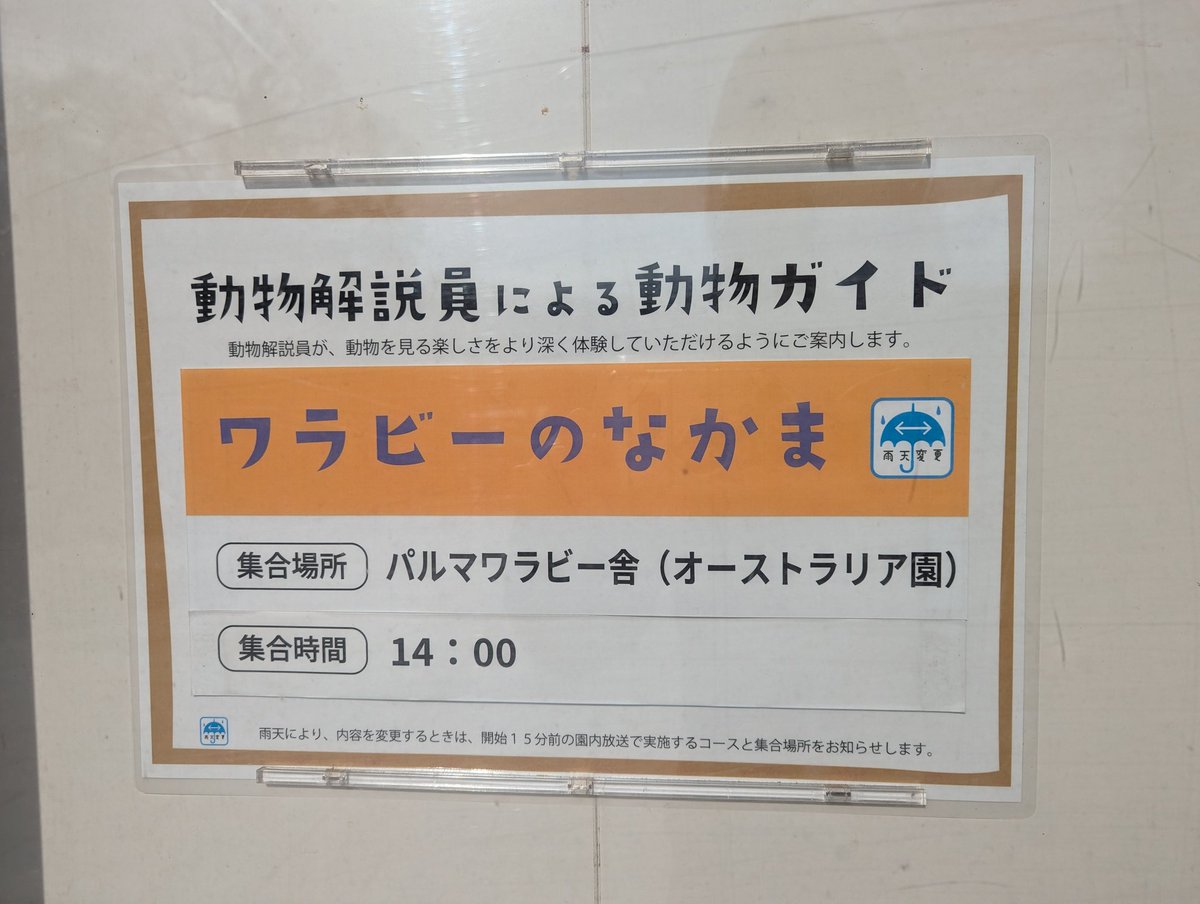 動物解説員による動物ガイド
動物解説員が、動物を見る楽しさをより深く体験していただけるようにご案内します。
ワラビーのなかま
雨天変更
集合場所 パルマワラビー舎（オーストラリア園）
集合時間 14：00
雨天変更 雨天により、内容を変更するときは、開始１５分前の園内放送で実施するコースと集合場所をお知らせします。